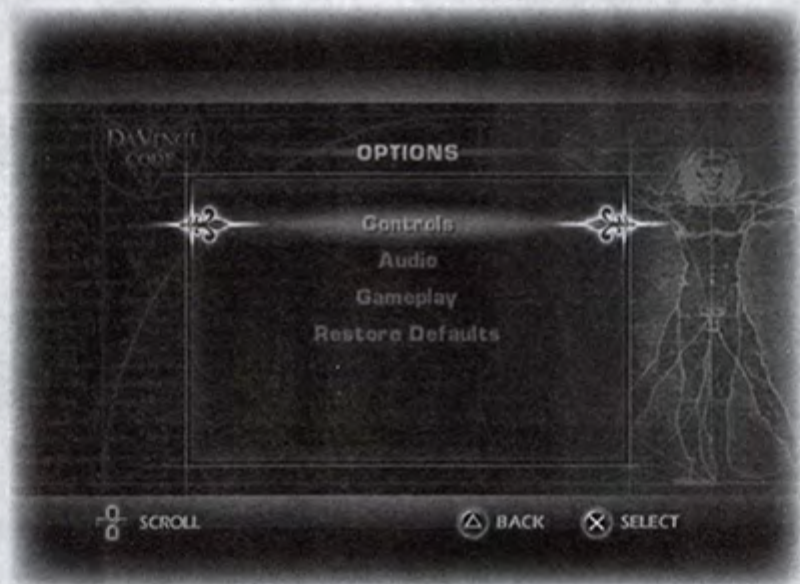 DAVINCI
CODE
OPTIONS
Controls
Audio
Gameplay
Restore Defaults
SCROLL
BACK
SELECT